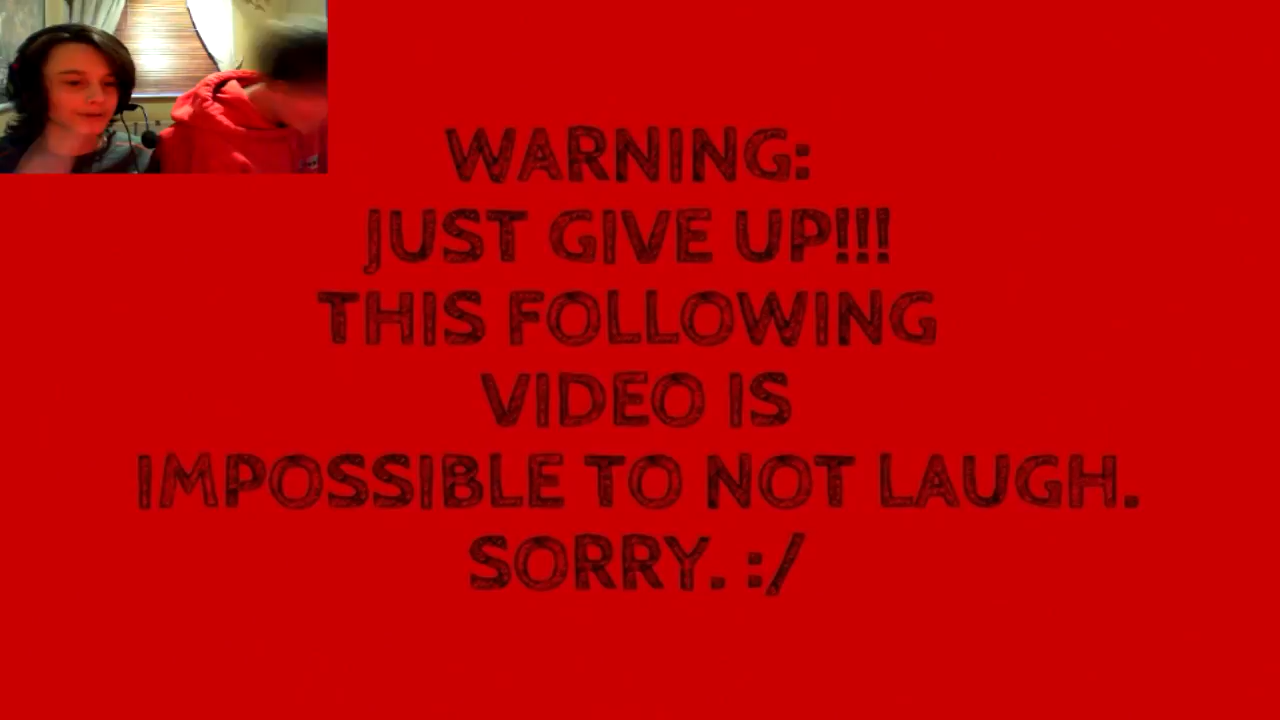 WARNING:
JUST GIVE UP!!!
THIS FOLLOWING
VIDEO IS
IMPOSSIBLE TO NOT LAUGH.
SORRY. :/